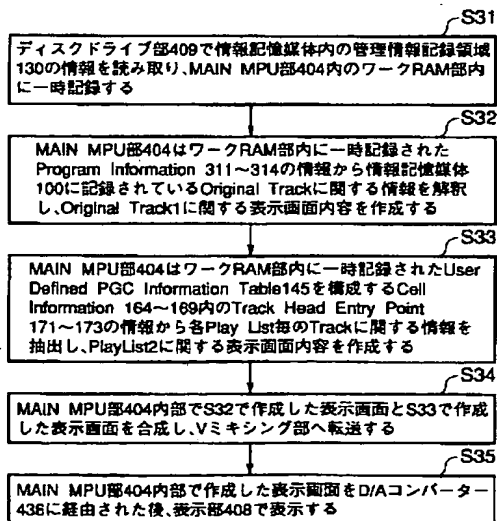 S31
ディスクドライブ部409で情報記憶媒体内の管理情報記録領域
130の情報を読み取り、MAIN MPU部404内のワークRAM部内
に一時記録する
S32
MAIN MPU部404はワークRAM部内に一時記録された
Program Information 311～314の情報から情報記憶媒体
100に記録されているOriginal Trackに関する情報を解釈
し、Original Track1に関する表示画面内容を作成する
S33
MAIN MPU部404はワークRAM部内に一時記録されたUser
Defined PGC Information Table145を構成するCell
Information 164～169内のTrack Head Entry Point
171～173の情報から各Play List毎のTrackに関する情報を
抽出し、PlayList2に関する表示画面内容を作成する
S34
MAIN MPU部404内部でS32で作成した表示画面とS33で作
成した表示画面を合成し、Vミキシング部へ転送する
S35
MAIN MPU部404内部で作成した表示画面をD/Aコンバーター
436に経由された後、表示部408で表示する